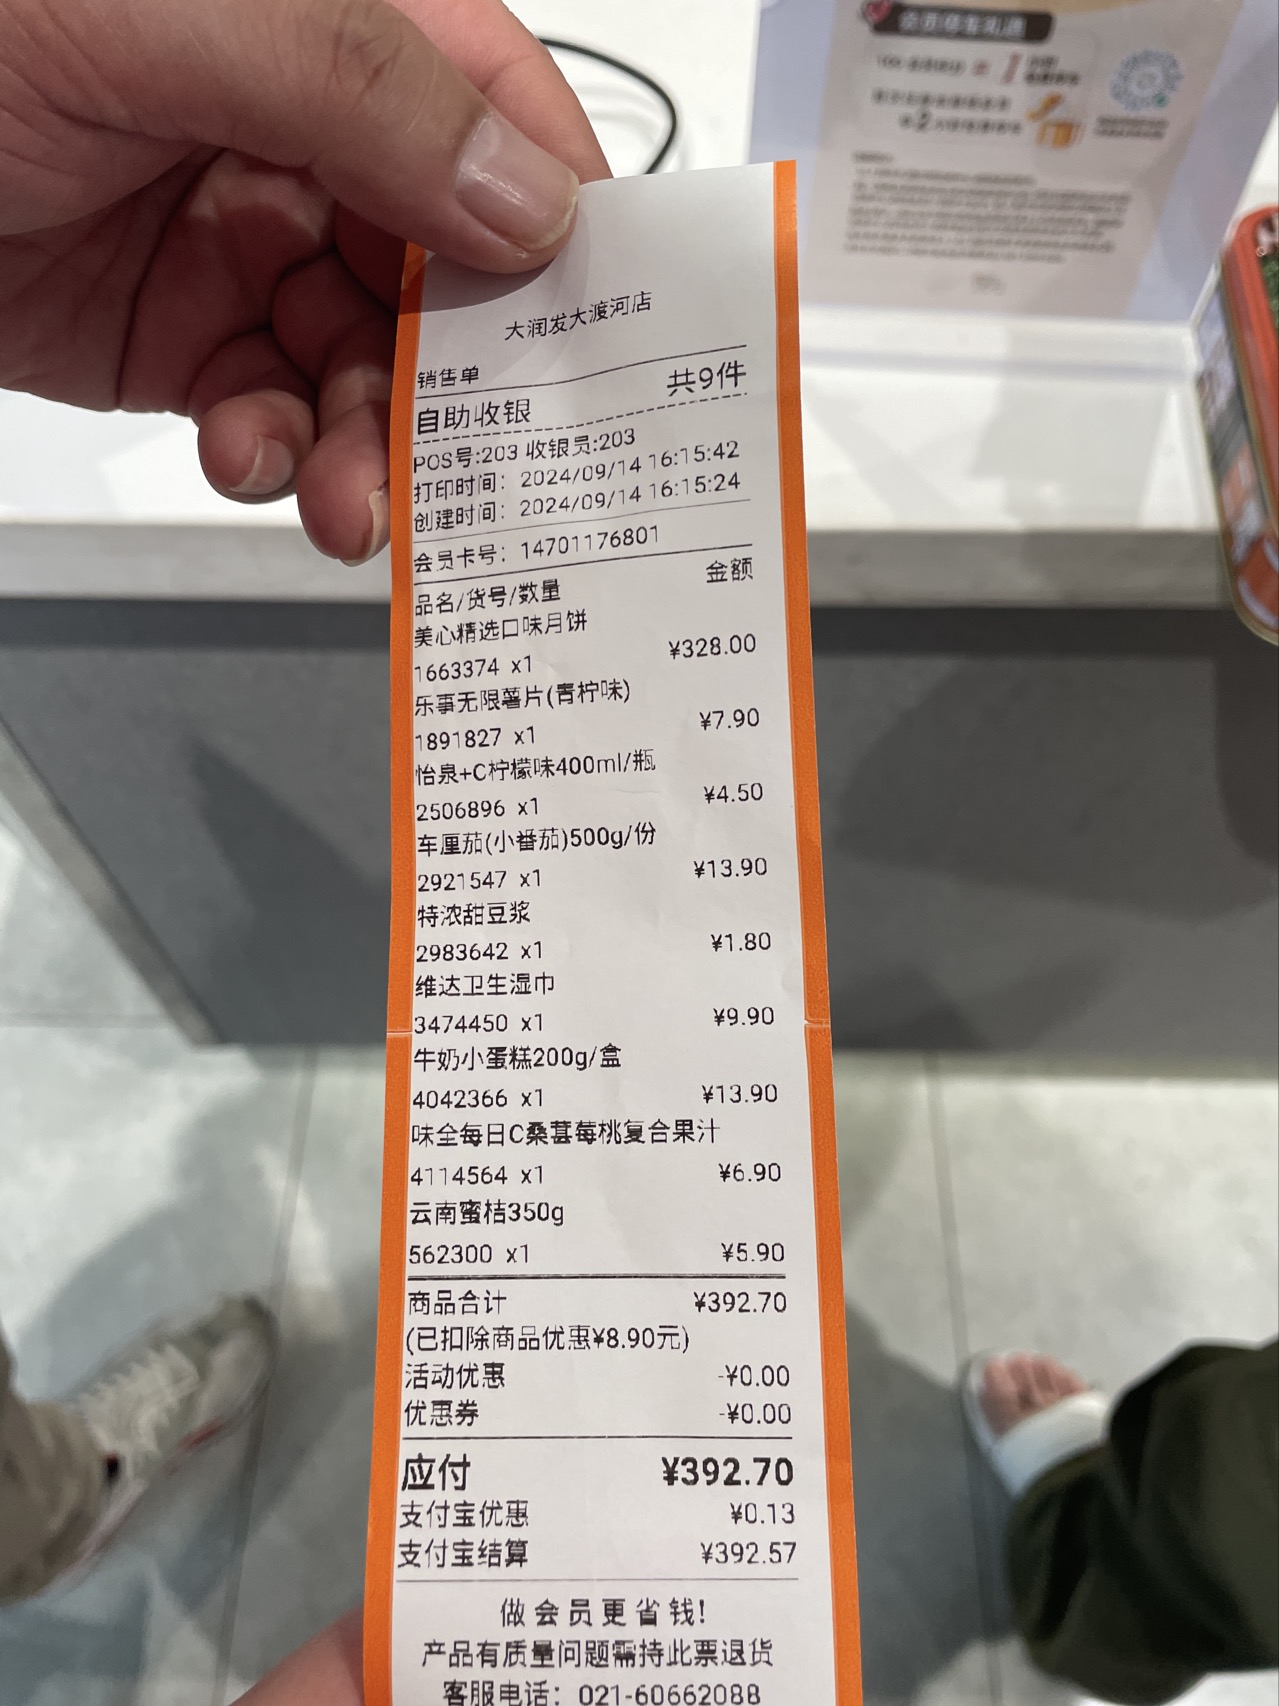 会员停车礼遇
大润发大渡河店
销售单
共9件
自助收银
POS号:203 收银员:203
打印时间: 2024/09/14 16:15:42
创建时间: 2024/09/14 16:15:24
会员卡号: 14701176801
品名/货号/数量 金额
美心精选口味月饼
1663374 x1 ¥328.00
乐事无限薯片(青柠味)
1891827 x1 ¥7.90
怡泉+C柠檬味400ml/瓶
2506896 x1 ¥4.50
车厘茄(小番茄)500g/份
2921547 x1 ¥13.90
特浓甜豆浆
2983642 x1 ¥1.80
维达卫生湿巾
3474450 x1 ¥9.90
牛奶小蛋糕200g/盒
4042366 x1 ¥13.90
味全每日C桑葚莓桃复合果汁
4114564 x1 ¥6.90
云南蜜桔350g
562300 x1 ¥5.90
商品合计 ¥392.70
(已扣除商品优惠¥8.90元)
活动优惠 -¥0.00
优惠券 -¥0.00
应付 ¥392.70
支付宝优惠 ¥0.13
支付宝结算 ¥392.57
做会员更省钱!
产品有质量问题需持此票退货
客服电话: 021-60662088